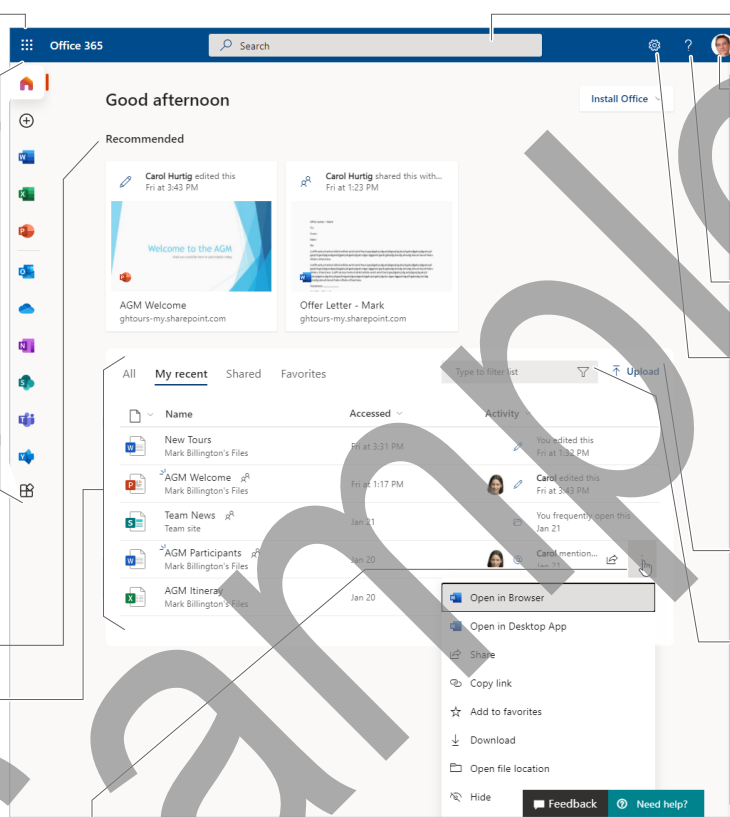 Office 365
Search
?
Good afternoon
Install Office
Recommended
Carol Hurtig edited this
Fri at 3:43 PM
Carol Hurtig shared this with...
Fri at 1:23 PM
Welcome to the AGM
AGM Welcome
ghtours-my.sharepoint.com
Offer Letter - Mark
ghtours-my.sharepoint.com
All My recent Shared Favorites
Type to filter list
Upload
Name Accessed Activity
New Tours
Mark Billington's Files
Fri at 3:31 PM
You edited this
Fri at 1:32 PM
AGM Welcome
Mark Billington's Files
Fri at 1:17 PM
Carol edited this
Fri at 3:43 PM
Team News
Team site
Jan 21
You frequently open this
Jan 21
AGM Participants
Mark Billington's Files
Jan 20
Carol mention...
Jan 21
AGM Itineray
Mark Billington's Files
Jan 20
Open in Browser
Open in Desktop App
Share
Copy link
Add to favorites
Download
Open file location
Hide
Feedback
Need help?